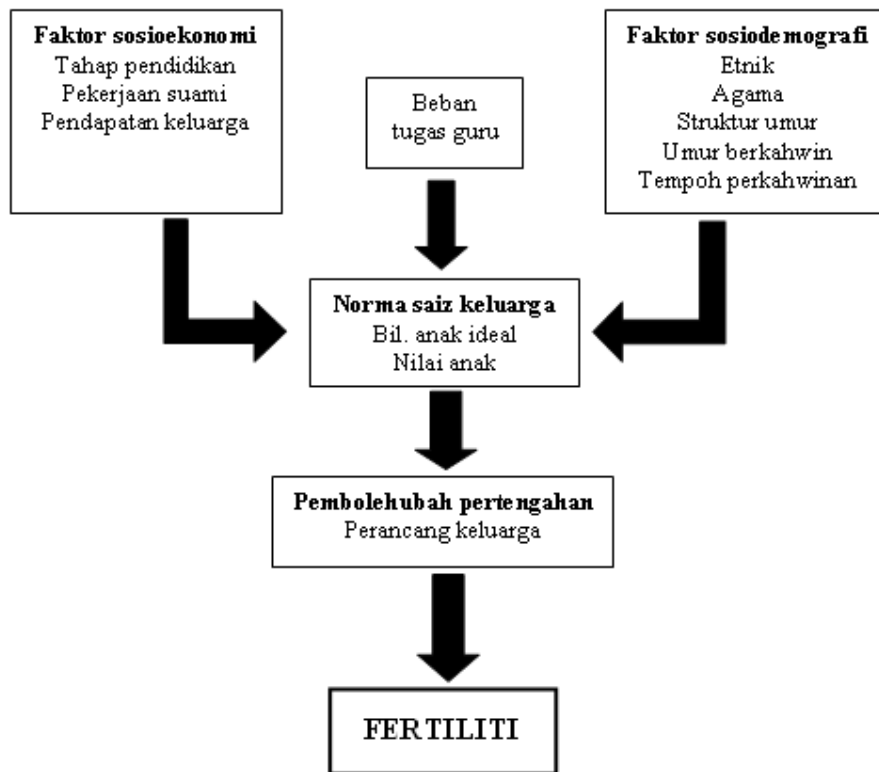 Faktor sosioekonomi
Tahap pendidikan
Pekerjaan suami
Pendapatan keluarga
Beban
tugas guru
Faktor sosiodemografi
Etnik
Agama
Struktur umur
Umur berkahwin
Tempoh perkahwinan
Norma saiz keluarga
Bil. anak ideal
Nilai anak
Pembolehubah pertengahan
Perancang keluarga
FERTILITI